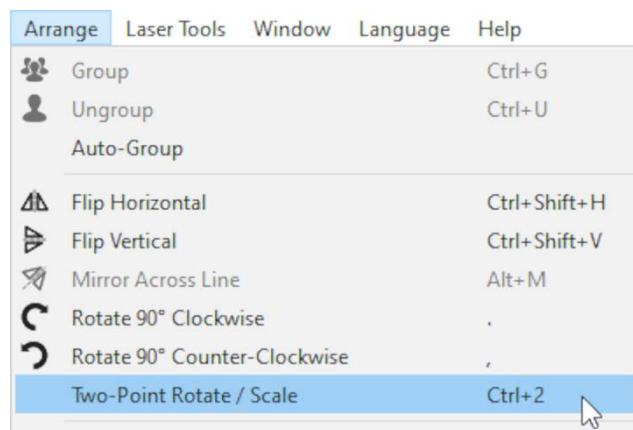 Arrange Laser Tools Window Language Help
Group Ctrl+G
Ungroup Ctrl+U
Auto-Group
Flip Horizontal Ctrl+Shift+H
Flip Vertical Ctrl+Shift+V
Mirror Across Line Alt+M
Rotate 90° Clockwise .
Rotate 90° Counter-Clockwise ,
Two-Point Rotate / Scale Ctrl+2